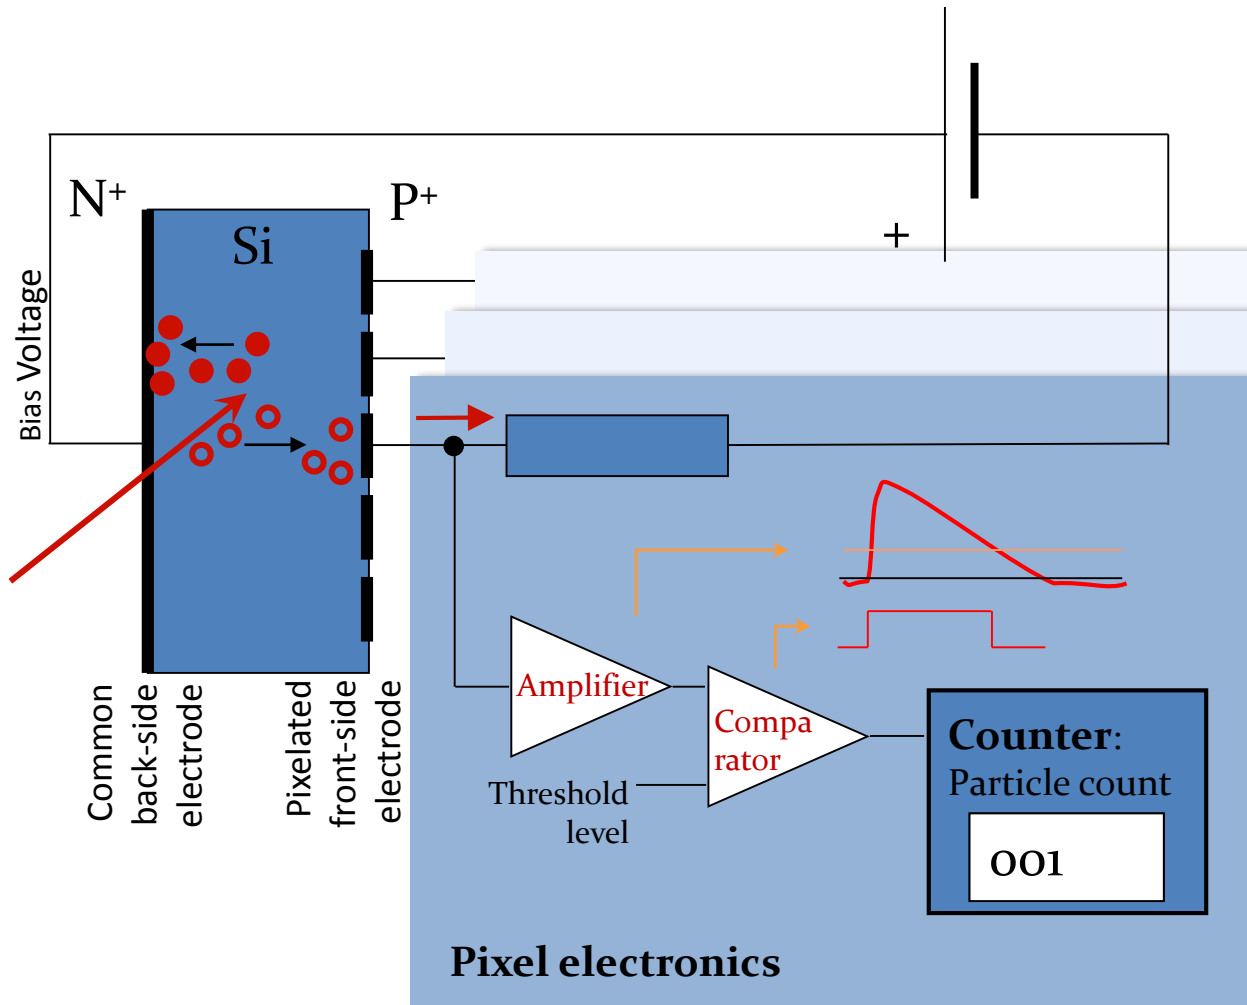 N+
P+
Si
+
Bias Voltage
Common
back-side
electrode
Pixelated
front-side
electrode
Amplifier
Compa
rator
Threshold
level
Counter:
Particle count
001
Pixel electronics